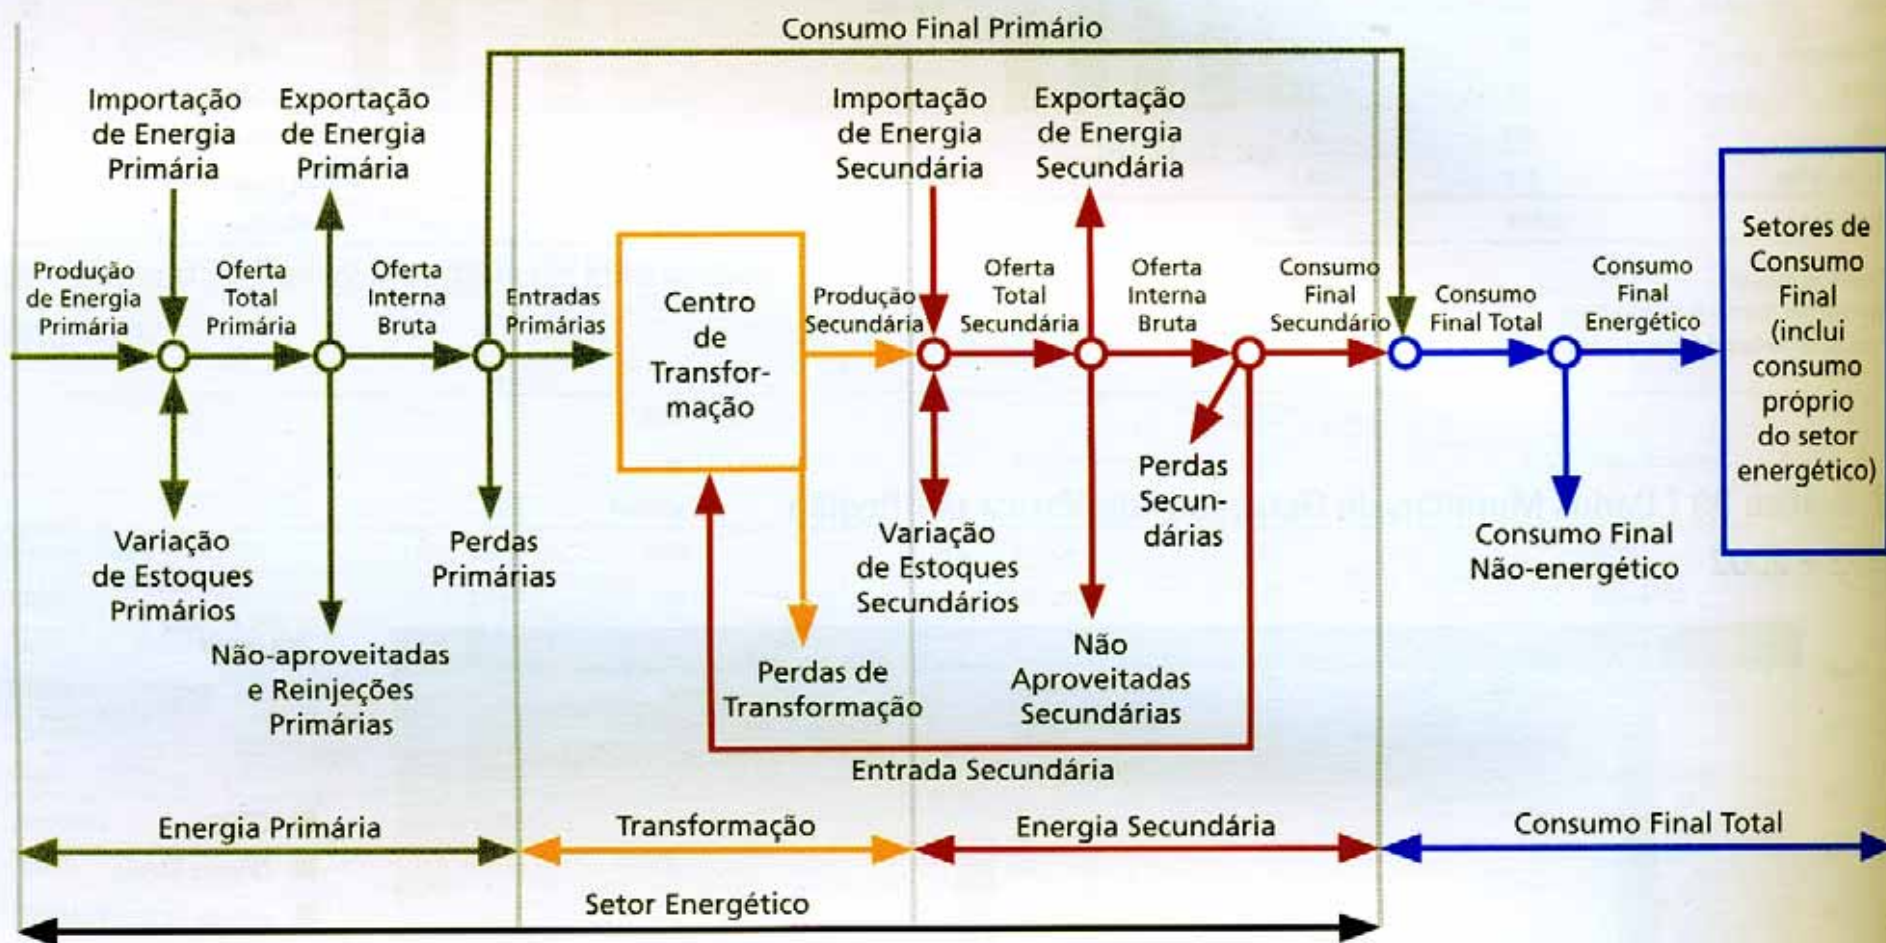 Consumo Final Primário
Importação
de Energia
Primária
Exportação
de Energia
Primária
Importação
de Energia
Secundária
Exportação
de Energia
Secundária
Produção
de Energia
Primária
Oferta
Total
Primária
Oferta
Interna
Bruta
Entradas
Primárias
Centro
de
Transfor-
mação
Produção
Secundária
Oferta
Total
Secundária
Oferta
Interna
Bruta
Consumo
Final
Secundário
Consumo
Final Total
Consumo
Final
Energético
Setores de
Consumo
Final
(inclui
consumo
próprio
do setor
energético)
Variação
de Estoques
Primários
Não-aproveitadas
e Reinjeções
Primárias
Perdas
Primárias
Perdas de
Transformação
Variação
de Estoques
Secundários
Não
Aproveitadas
Secundárias
Perdas
Secun-
dárias
Consumo Final
Não-energético
Entrada Secundária
Energia Primária
Transformação
Energia Secundária
Consumo Final Total
Setor Energético